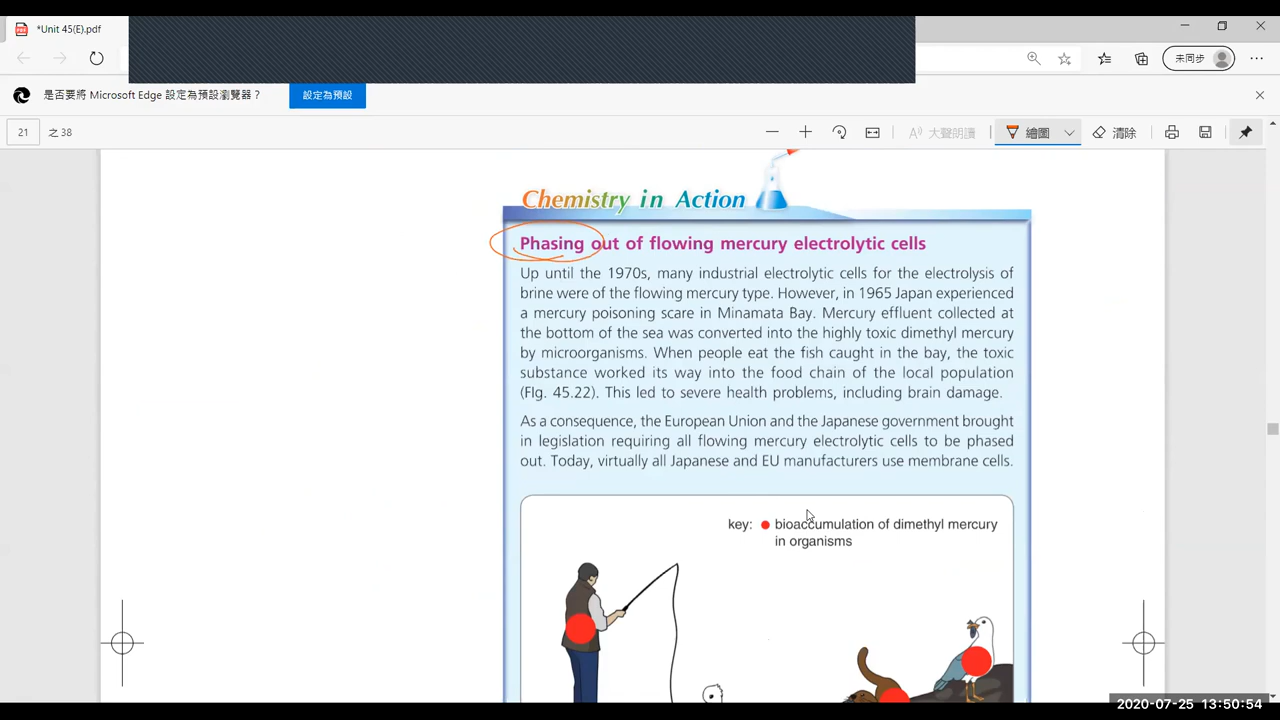 *Unit 45(E).pdf
未同步
是否要將 Microsoft Edge 設定為預設瀏覽器？
設定為預設
21 之 38
大聲朗讀
繪圖
清除
Chemistry in Action
Phasing out of flowing mercury electrolytic cells
Up until the 1970s, many industrial electrolytic cells for the electrolysis of
brine were of the flowing mercury type. However, in 1965 Japan experienced
a mercury poisoning scare in Minamata Bay. Mercury effluent collected at
the bottom of the sea was converted into the highly toxic dimethyl mercury
by microorganisms. When people eat the fish caught in the bay, the toxic
substance worked its way into the food chain of the local population
(FIg. 45.22). This led to severe health problems, including brain damage.
As a consequence, the European Union and the Japanese government brought
in legislation requiring all flowing mercury electrolytic cells to be phased
out. Today, virtually all Japanese and EU manufacturers use membrane cells.
key: bioaccumulation of dimethyl mercury
in organisms
2020-07-25 13:50:54